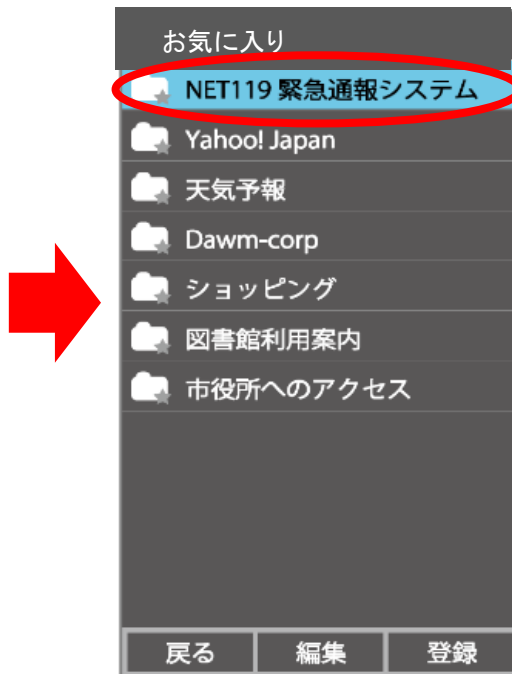 お気に入り
NET119 緊急通報システム
Yahoo! Japan
天気予報
Dawm-corp
ショッピング
図書館利用案内
市役所へのアクセス
戻る 編集 登録